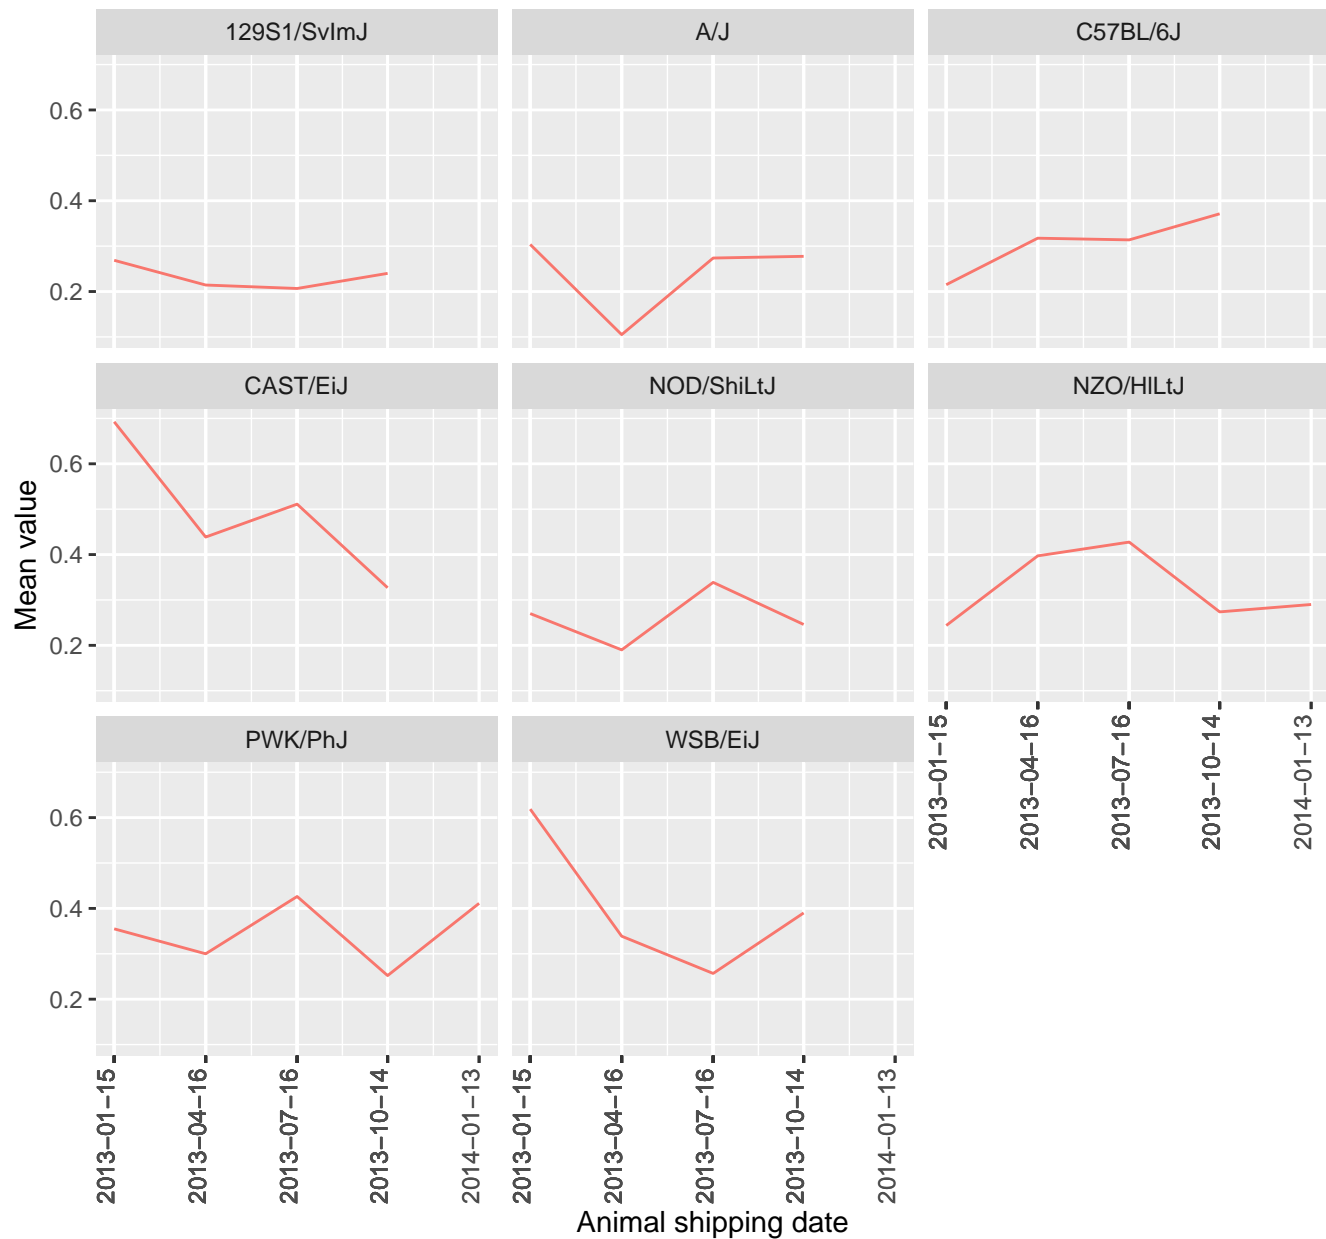 129S1/SvImJ
A/J
C57BL/6J
0.6
0.4
0.2
CAST/EiJ
NOD/ShiLtJ
NZO/HlLtJ
0.6
0.4
0.2
Mean value
PWK/PhJ
WSB/EiJ
2013-01-15
2013-04-16
2013-07-16
2013-10-14
2014-01-13
0.6
0.4
0.2
2013-01-15
2013-04-16
2013-07-16
2013-10-14
2014-01-13
2013-01-15
2013-04-16
2013-07-16
2013-10-14
2014-01-13
Animal shipping date